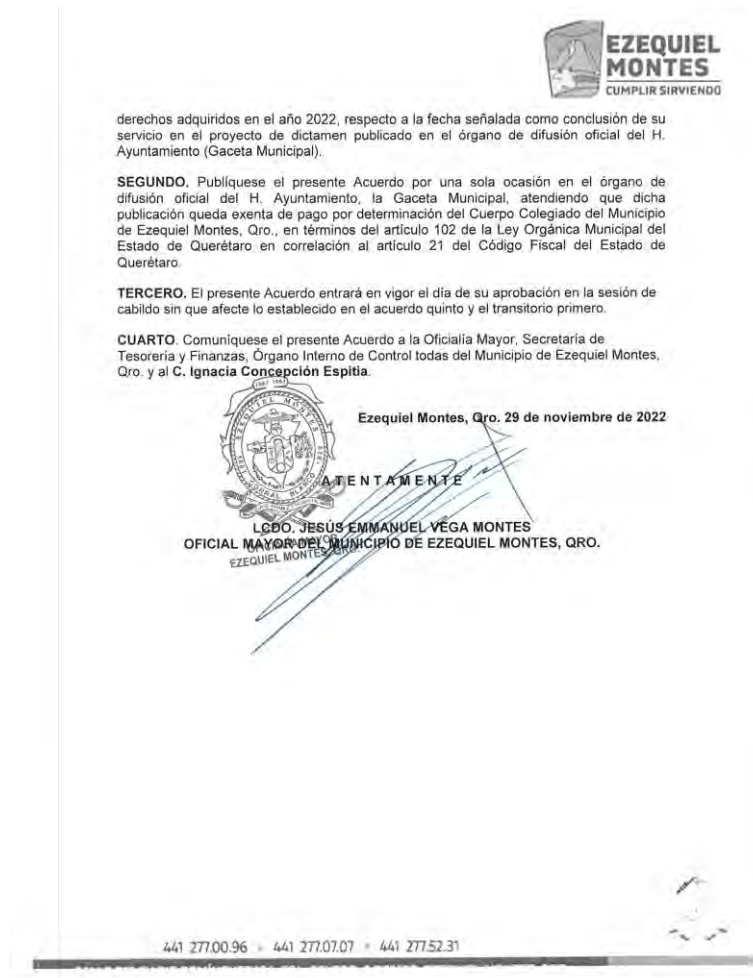 EZEQUIEL
MONTES
CUMPLIR SIRVIENDO
derechos adquiridos en el año 2022, respecto a la fecha señalada como conclusión de su
servicio en el proyecto de dictamen publicado en el órgano de difusión oficial del H.
Ayuntamiento (Gaceta Municipal).
SEGUNDO. Publíquese el presente Acuerdo por una sola ocasión en el órgano de
difusión oficial del H. Ayuntamiento, la Gaceta Municipal, atendiendo que dicha
publicación queda exenta de pago por determinación del Cuerpo Colegiado del Municipio
de Ezequiel Montes, Qro., en términos del artículo 102 de la Ley Orgánica Municipal del
Estado de Querétaro en correlación al artículo 21 del Código Fiscal del Estado de
Querétaro.
TERCERO. El presente Acuerdo entrará en vigor el día de su aprobación en la sesión de
cabildo sin que afecte lo establecido en el acuerdo quinto y el transitorio primero.
CUARTO. Comuníquese el presente Acuerdo a la Oficialía Mayor, Secretaría de
Tesorería y Finanzas, Órgano Interno de Control todas del Municipio de Ezequiel Montes,
Qro. y al C. Ignacia Concepción Espitia.
EZEQUIEL MONTES
CORRAL BLANCO
Ezequiel Montes, Qro. 29 de noviembre de 2022
A T E N T A M E N T E
LCDO. JESÚS EMMANUEL VEGA MONTES
OFICIAL MAYOR DEL MUNICIPIO DE EZEQUIEL MONTES, QRO.
EZEQUIEL MONTES, QRO.
441 277.00.96 441 277.07.07 441 277.52.31